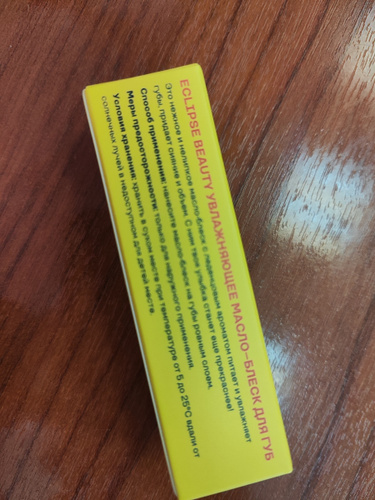 ECLIPSE BEAUTY УВЛАЖНЯЮЩЕЕ МАСЛО-БЛЕСК ДЛЯ ГУБ
Это нежное и нелипкое масло-блеск с леденцовым ароматом питает и увлажняет
губы, придает сияние и объем. С ним твоя улыбка станет еще прекраснее!
Способ применения: нанесите масло-блеск на губы ровным слоем.
Меры предосторожности: только для наружного применения.
Условия хранения: хранить в сухом месте при температуре от 5 до 25°C вдали от
солнечных лучей в недоступном для детей месте.